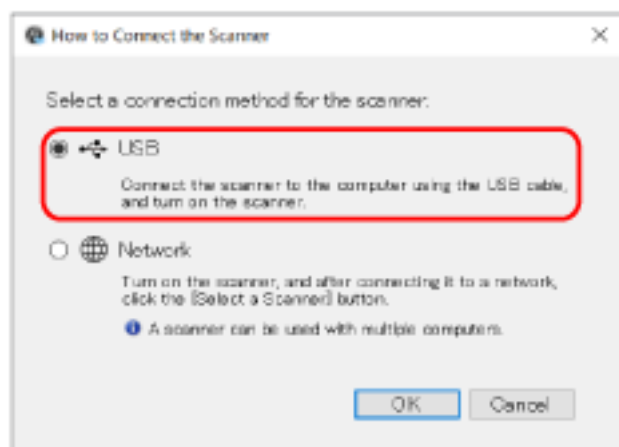 How to Connect the Scanner
Select a connection method for the scanner:
USB
Connect the scanner to the computer using the USB cable,
and turn on the scanner.
Network
Turn on the scanner, and after connecting it to a network,
click the [Select a Scanner] button.
A scanner can be used with multiple computers.
OK Cancel